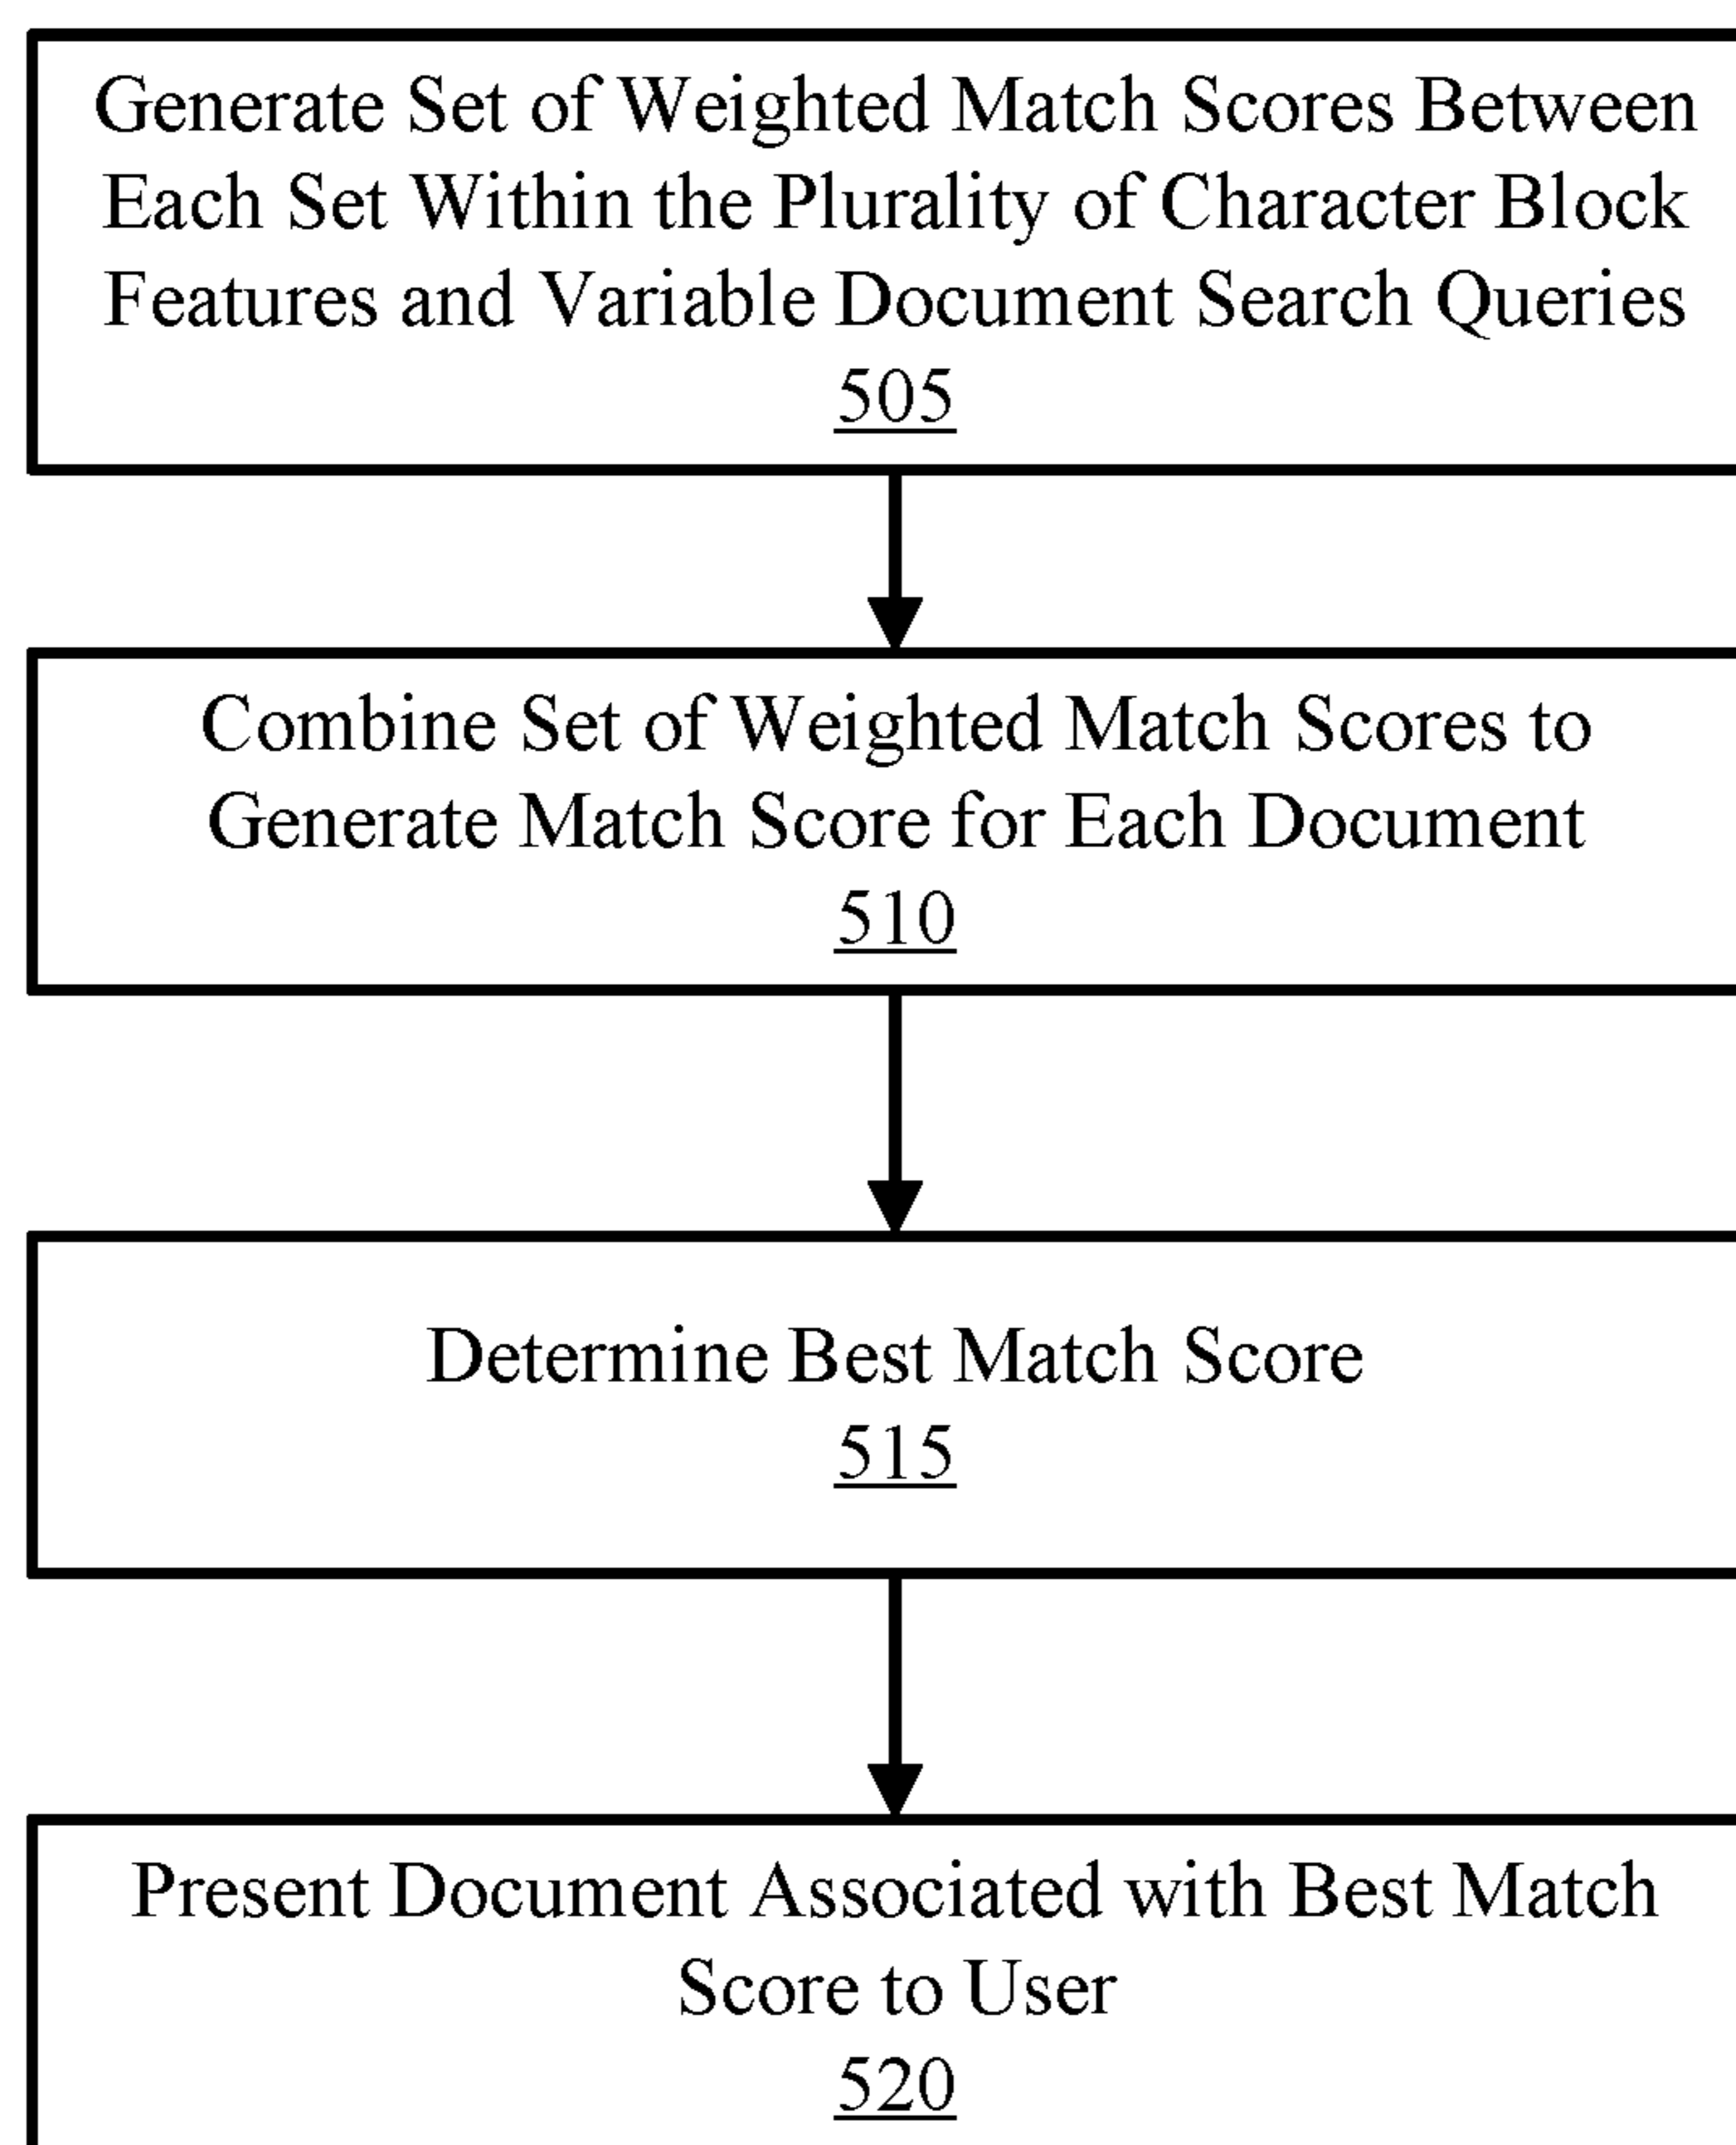 Generate Set of Weighted Match Scores Between
Each Set Within the Plurality of Character Block
Features and Variable Document Search Queries
505
Combine Set of Weighted Match Scores to
Generate Match Score for Each Document
510
Determine Best Match Score
515
Present Document Associated with Best Match
Score to User
520